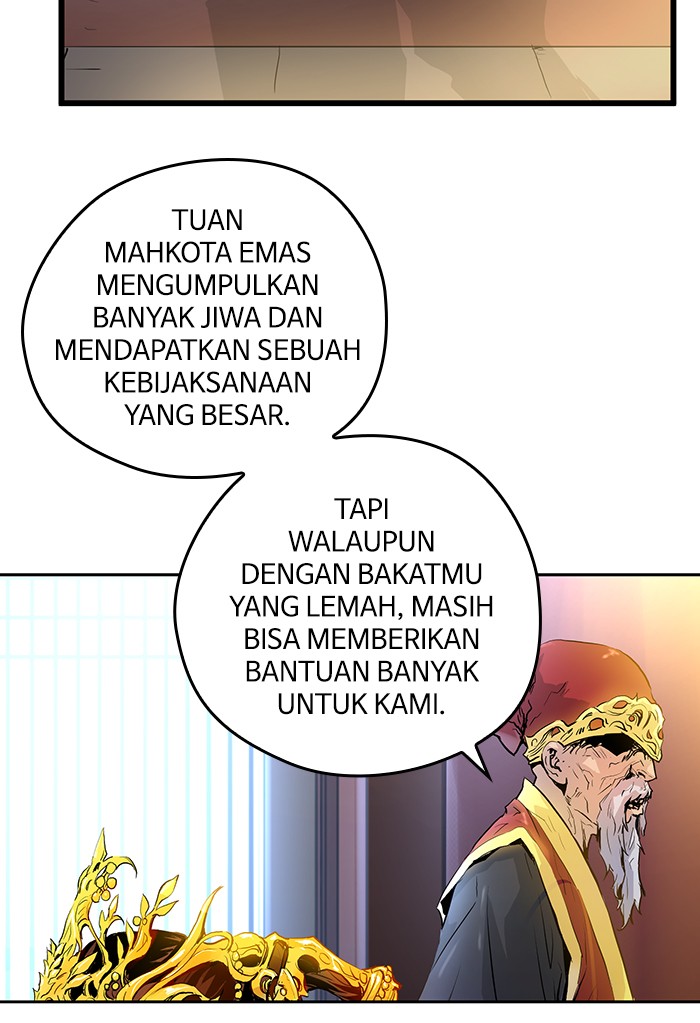 TUAN
MAHKOTA EMAS
MENGUMPULKAN
BANYAK JIWA DAN
MENDAPATKAN SEBUAH
KEBIJAKSANAAN
YANG BESAR.
TAPI
WALAUPUN
DENGAN BAKATMU
YANG LEMAH, MASIH
BISA MEMBERIKAN
BANTUAN BANYAK
UNTUK KAMI.